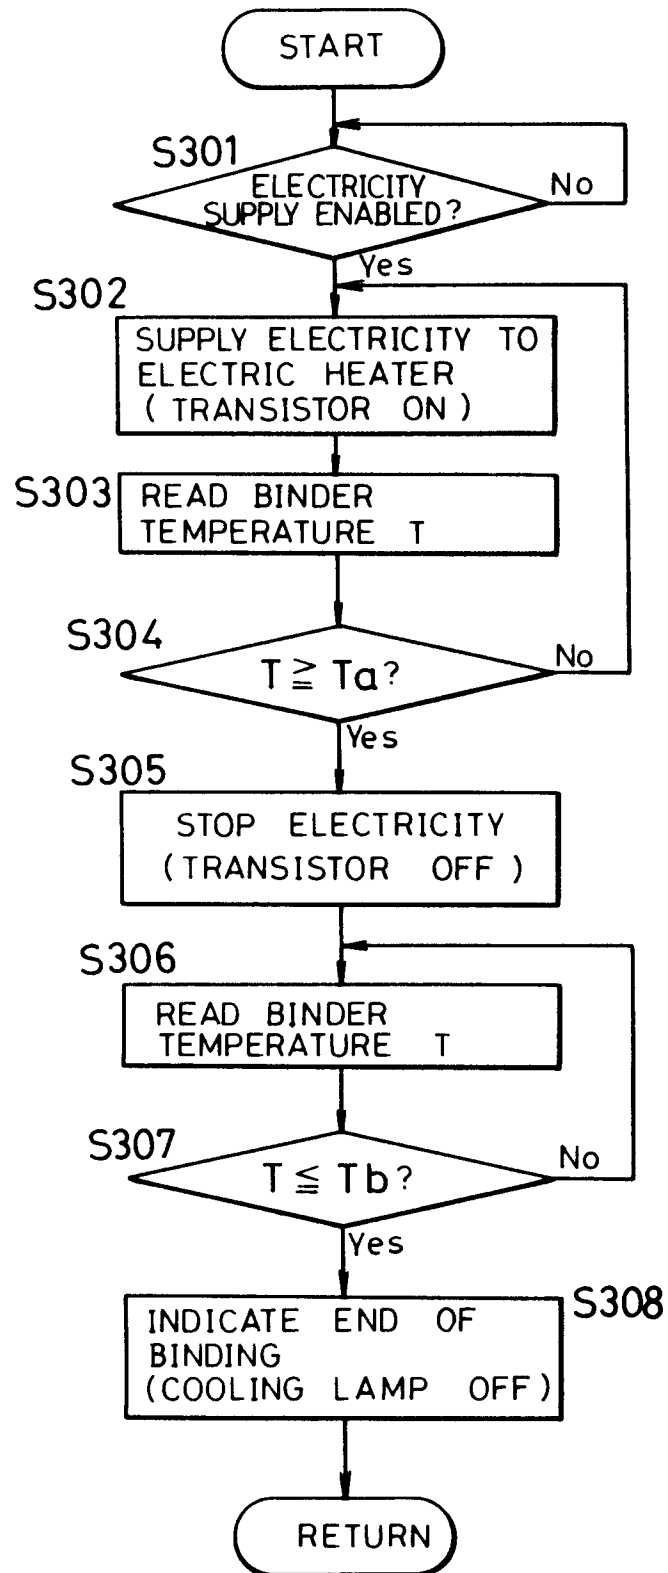 START
S301
ELECTRICITY
SUPPLY ENABLED?
No
Yes
S302
SUPPLY ELECTRICITY TO
ELECTRIC HEATER
(TRANSISTOR ON)
S303
READ BINDER
TEMPERATURE T
S304
T ≧ Ta?
No
Yes
S305
STOP ELECTRICITY
(TRANSISTOR OFF)
S306
READ BINDER
TEMPERATURE T
S307
T ≦ Tb?
No
Yes
S308
INDICATE END OF
BINDING
(COOLING LAMP OFF)
RETURN